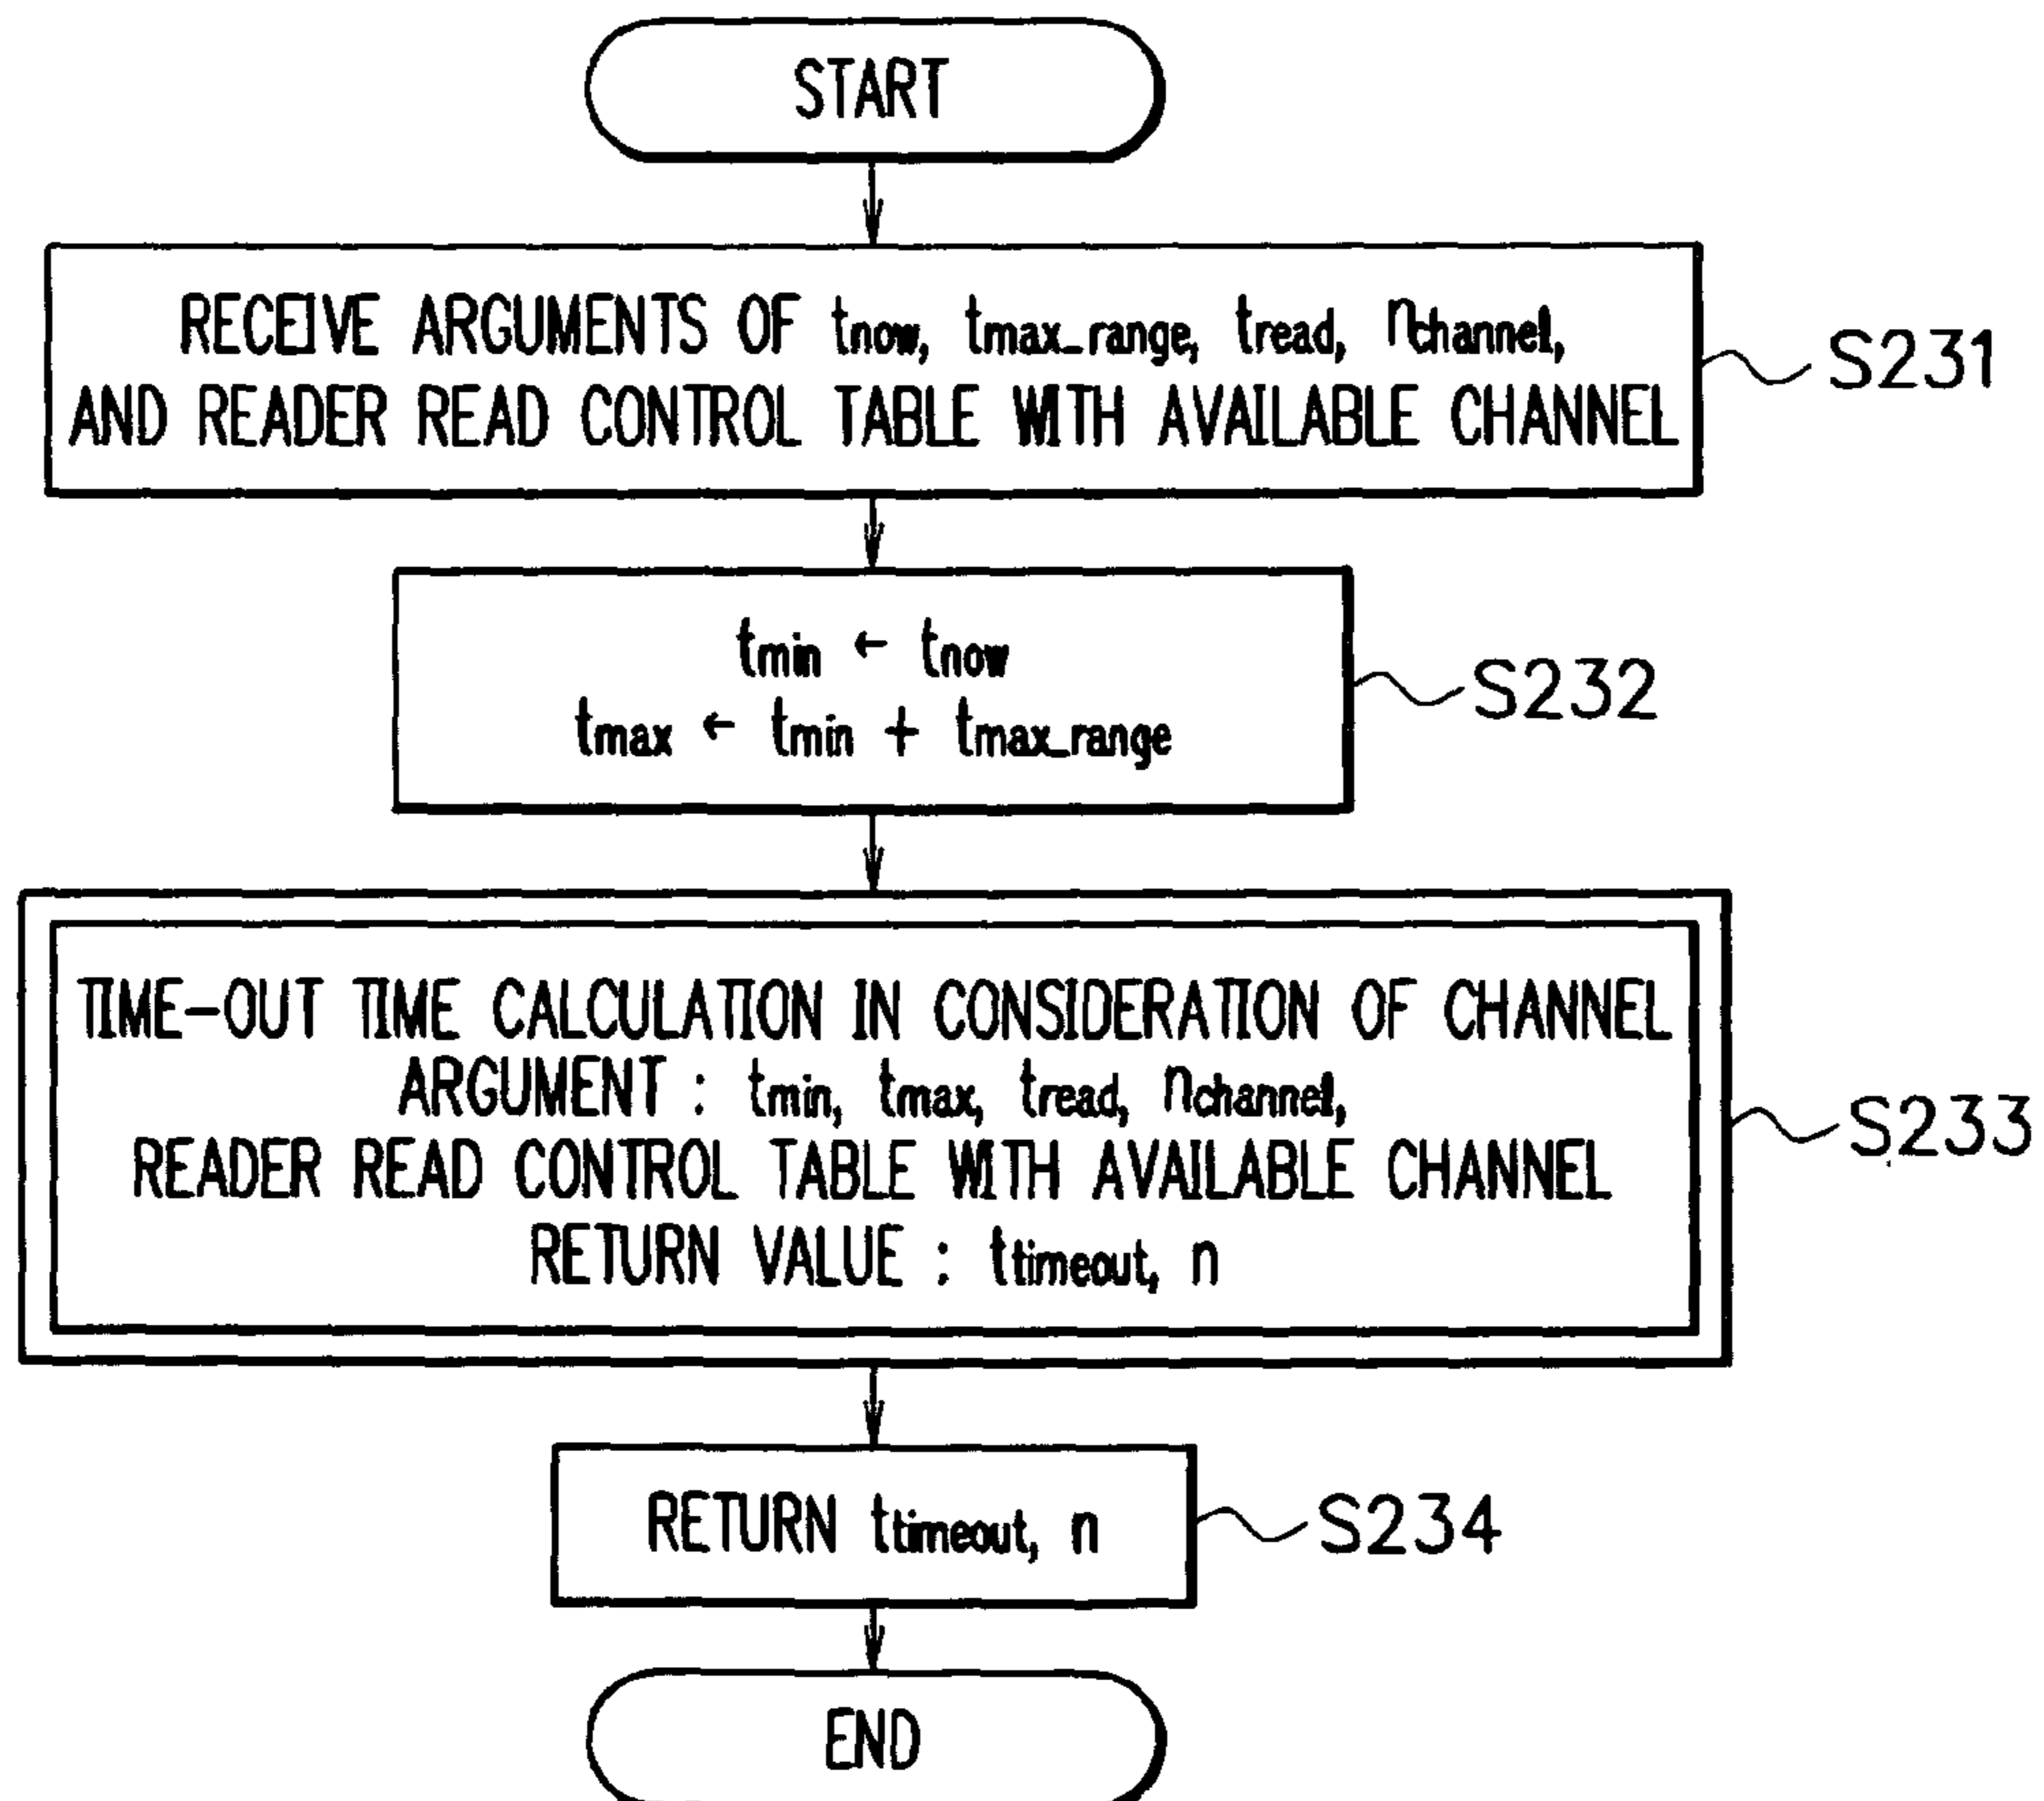 START
RECEIVE ARGUMENTS OF tnow, tmax_range, tread, nchannel,
AND READER READ CONTROL TABLE WITH AVAILABLE CHANNEL
S231
tmin ← tnow
tmax ← tmin + tmax_range
S232
TIME-OUT TIME CALCULATION IN CONSIDERATION OF CHANNEL
ARGUMENT : tmin, tmax, tread, nchannel,
READER READ CONTROL TABLE WITH AVAILABLE CHANNEL
RETURN VALUE : ttimeout, n
S233
RETURN ttimeout, n
S234
END